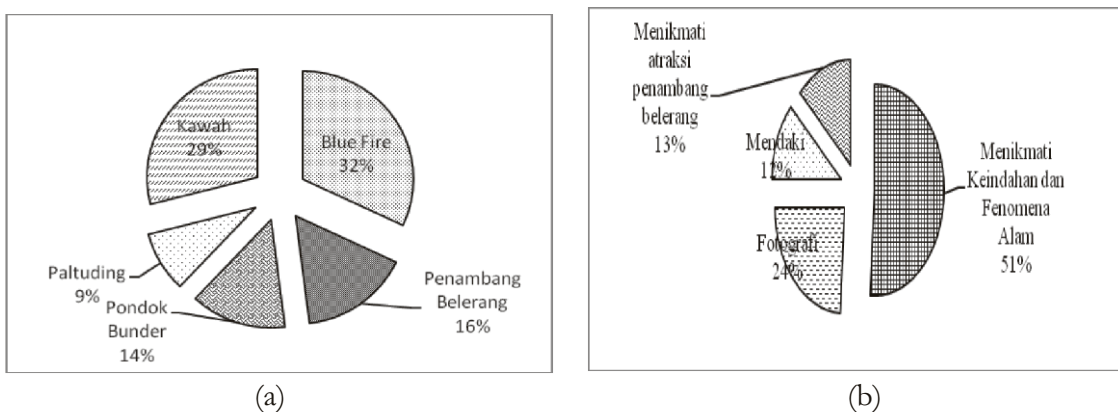 Kawah
29%
Blue Fire
32%
Paltuding
9%
Pondok
Bunder
14%
Penambang
Belerang
16%
(a)
Menikmati
atraksi
penambang
belerang
13%
Mendaki
12%
Fotografi
24%
Menikmati
Keindahan dan
Fenomena
Alam
51%
(b)